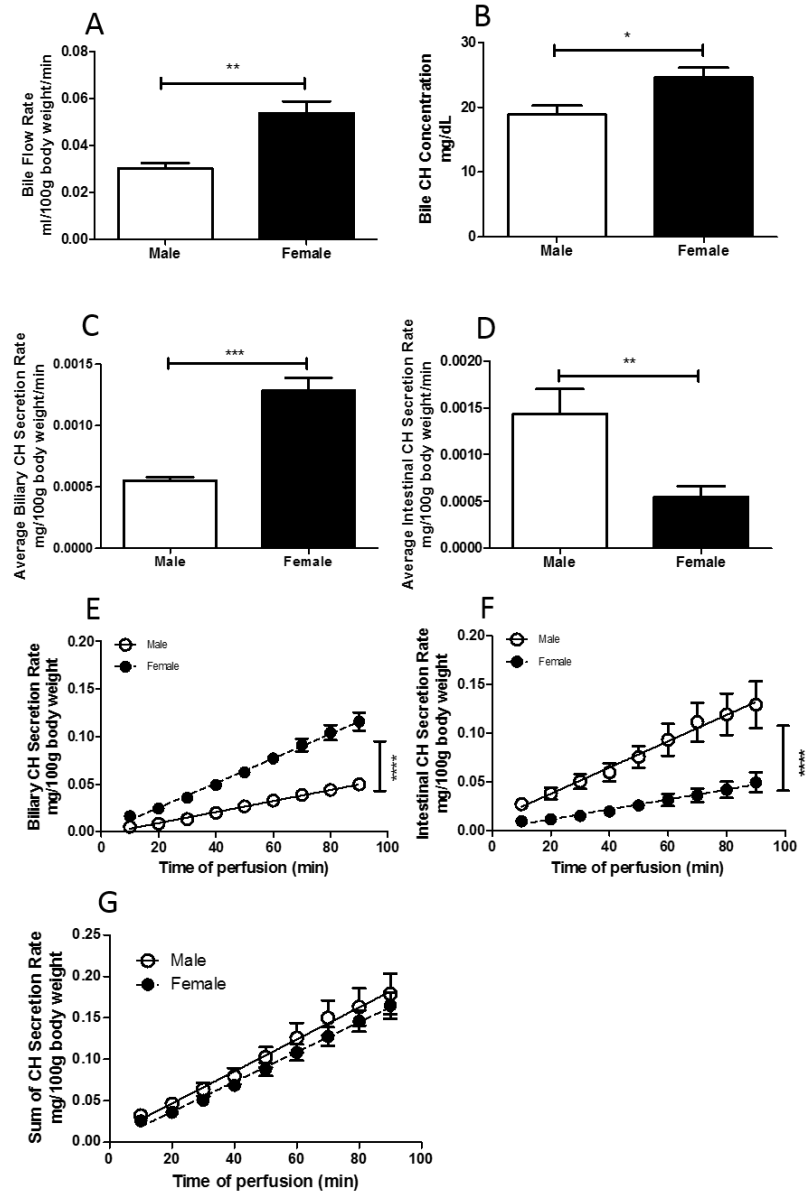 A
Bile Flow Rate
ml/100g body weight/min
0.08
0.06
0.04
0.02
0.00
**
Male
Female
B
Bile CH Concentration
mg/dL
30
20
10
0
*
Male
Female
C
Average Biliary CH Secretion Rate
mg/100g body weight/min
0.0015
0.0010
0.0005
0.0000
***
Male
Female
D
Average Intestinal CH Secretion Rate
mg/100g body weight/min
0.0020
0.0015
0.0010
0.0005
0.0000
**
Male
Female
E
Biliary CH Secretion Rate
mg/100g body weight
0.20
0.15
0.10
0.05
0.00
Male
Female
****
0 20 40 60 80 100
Time of perfusion (min)
F
Intestinal CH Secretion Rate
mg/100g body weight
0.20
0.15
0.10
0.05
0.00
Male
Female
****
0 20 40 60 80 100
Time of perfusion (min)
G
Sum of CH Secretion Rate
mg/100g body weight
0.25
0.20
0.15
0.10
0.05
0.00
Male
Female
0 20 40 60 80 100
Time of perfusion (min)